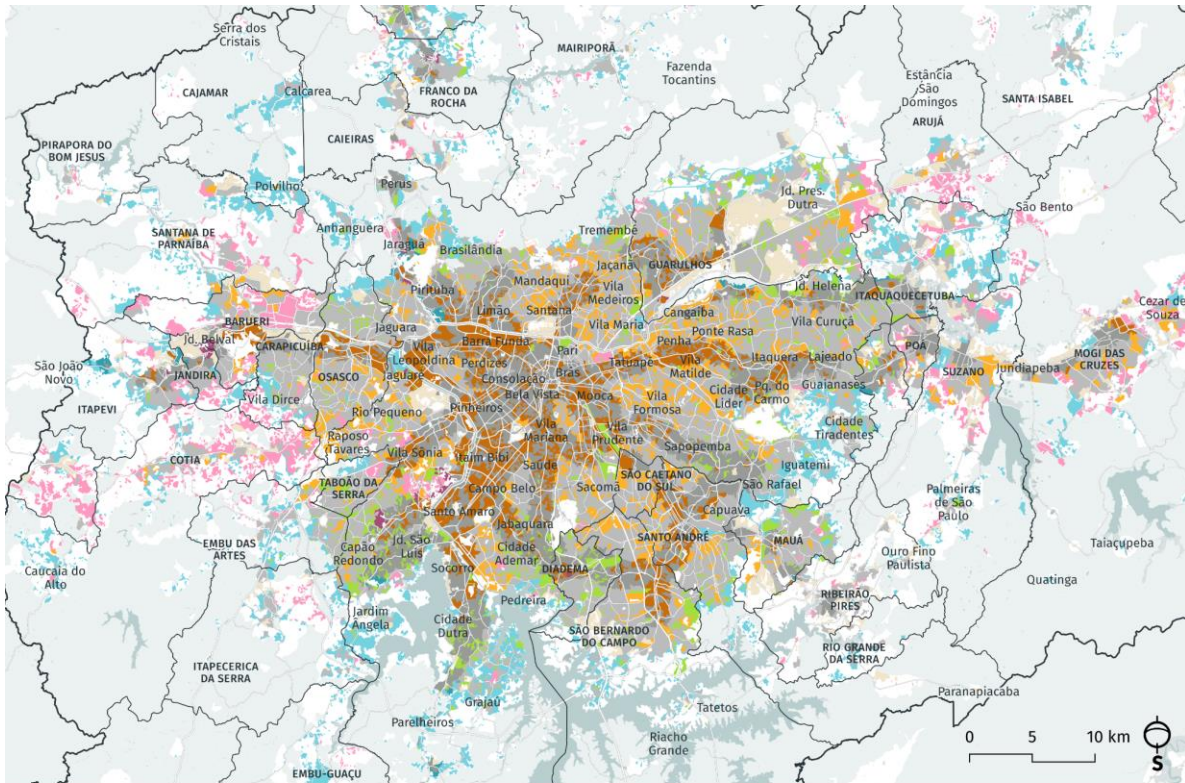 Serra dos
Cristais
MAIRIPORÃ
Fazenda
Tocantins
Estância
São
Domingos
SANTA ISABEL
ARUJÁ
CAJAMAR
Calcarea
FRANCO DA
ROCHA
CAIEIRAS
PIRAPORA DO
BOM JESUS
Polvilho
Perus
Jd. Pres.
Dutra
São Bento
SANTANA DE
PARNAÍBA
Anhanguera
Jaraguá
Brasilândia
Tremembé
Jaçanã
GUARULHOS
Pirituba
Mandaqui
Vila
Medeiros
Jd. Helena
ITAQUAQUECETUBA
Cezar de
Souza
Limão
Santana
Cangaíba
Vila Maria
Ponte Rasa
Vila Curuçá
BARUERI
Jaguara
Jd. Belval
CARAPICUÍBA
Vila
Leopoldina
Barra Funda
Pari
Penha
POÁ
MOGI DAS
CRUZES
São João
Novo
JANDIRA
OSASCO
Jaguaré
Perdizes
Consolação
Brás
Tatuapé
Vila
Matilde
Itaquera
Lajeado
SUZANO
Jundiapeba
ITAPEVI
Vila Dirce
Rio Pequeno
Pinheiros
Bela Vista
Mooca
Cidade
Líder
Pq. do
Carmo
Guaianases
Vila
Formosa
Raposo
Tavares
Vila Sônia
Vila
Mariana
Vila
Prudente
Cidade
Tiradentes
COTIA
Itaim Bibi
Saúde
Sapopemba
Iguatemi
TABOÃO DA
SERRA
Campo Belo
Sacomã
SÃO CAETANO
DO SUL
São Rafael
Palmeiras
de São
Paulo
Santo Amaro
Jabaquara
Capuava
EMBU DAS
ARTES
Capão
Redondo
Jd. São
Luis
Cidade
Ademar
SANTO ANDRÉ
MAUÁ
Taiaçupeba
Caucaia do
Alto
Socorro
DIADEMA
Ouro Fino
Paulista
Quatinga
Jardim
Ângela
Cidade
Dutra
Pedreira
RIBEIRÃO
PIRES
SÃO BERNARDO
DO CAMPO
ITAPECERICA
DA SERRA
RIO GRANDE
DA SERRA
Paranapiacaba
Grajaú
Tatetos
Parelheiros
Riacho
Grande
EMBU-GUAÇU
0 5 10 km
S